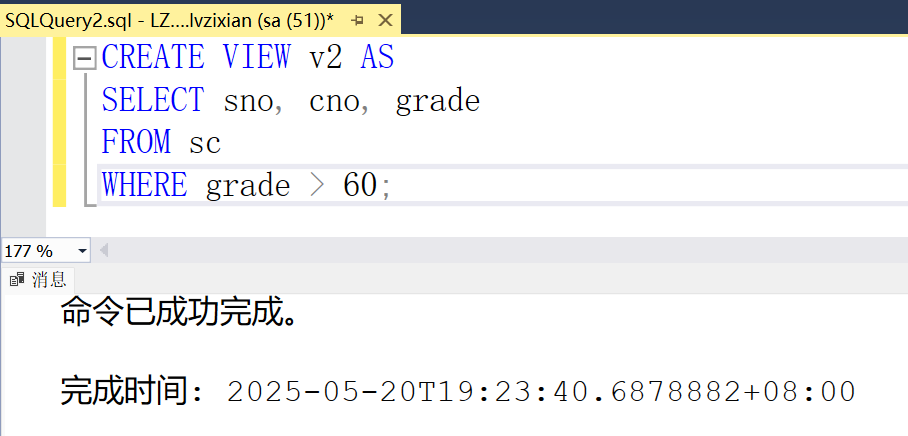 SQLQuery2.sql - LZ....lvzixian (sa (51))*
CREATE VIEW v2 AS
SELECT sno, cno, grade
FROM sc
WHERE grade > 60;
177 %
消息
命令已成功完成。
完成时间: 2025-05-20T19:23:40.6878882+08:00